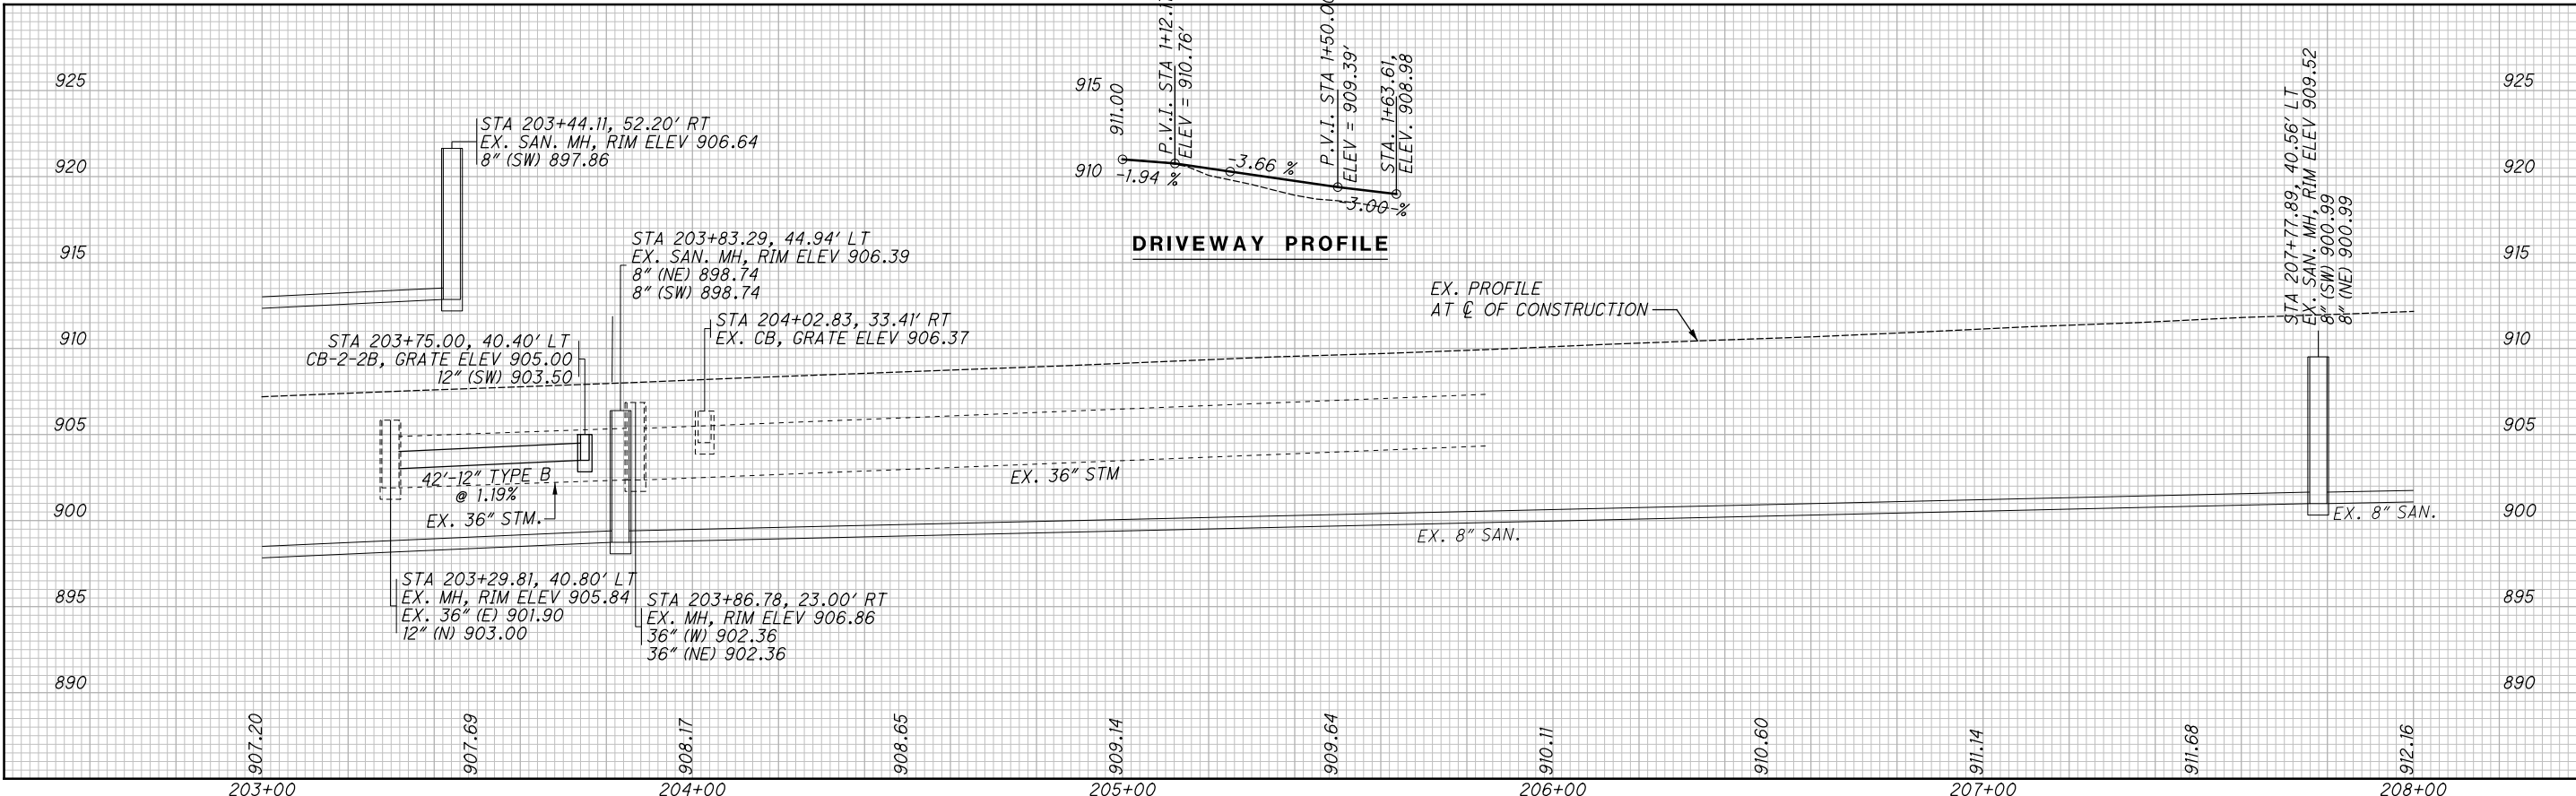 925
920
915
910
905
900
895
890
STA 203+44.11, 52.20' RT
EX. SAN. MH, RIM ELEV 906.64
8" (SW) 897.86
STA 203+83.29, 44.94' LT
EX. SAN. MH, RIM ELEV 906.39
8" (NE) 898.74
8" (SW) 898.74
STA 204+02.83, 33.41' RT
EX. CB, GRATE ELEV 906.37
STA 203+75.00, 40.40' LT
CB-2-2B, GRATE ELEV 905.00
12" (SW) 903.50
42'-12" TYPE B
@ 1.19%
EX. 36" STM.
STA 203+29.81, 40.80' LT
EX. MH, RIM ELEV 905.84
EX. 36" (E) 901.90
12" (N) 903.00
STA 203+86.78, 23.00' RT
EX. MH, RIM ELEV 906.86
36" (W) 902.36
36" (NE) 902.36
915
910
911.00
P.V.I. STA 1+12.1
ELEV = 910.76'
P.V.I. STA 1+50.00
ELEV = 909.39'
STA. 1+63.61,
ELEV. 908.98
-1.94 %
-3.66 %
-3.00 %
DRIVEWAY PROFILE
EX. PROFILE
AT ℄ OF CONSTRUCTION
EX. 36" STM
EX. 8" SAN.
STA 207+77.89, 40.56' LT
EX. SAN. MH, RIM ELEV 909.52
8" (SW) 900.99
8" (NE) 900.99
EX. 8" SAN.
925
920
915
910
905
900
895
890
907.20
907.69
908.17
908.65
909.14
909.64
910.11
910.60
911.14
911.68
912.16
203+00
204+00
205+00
206+00
207+00
208+00